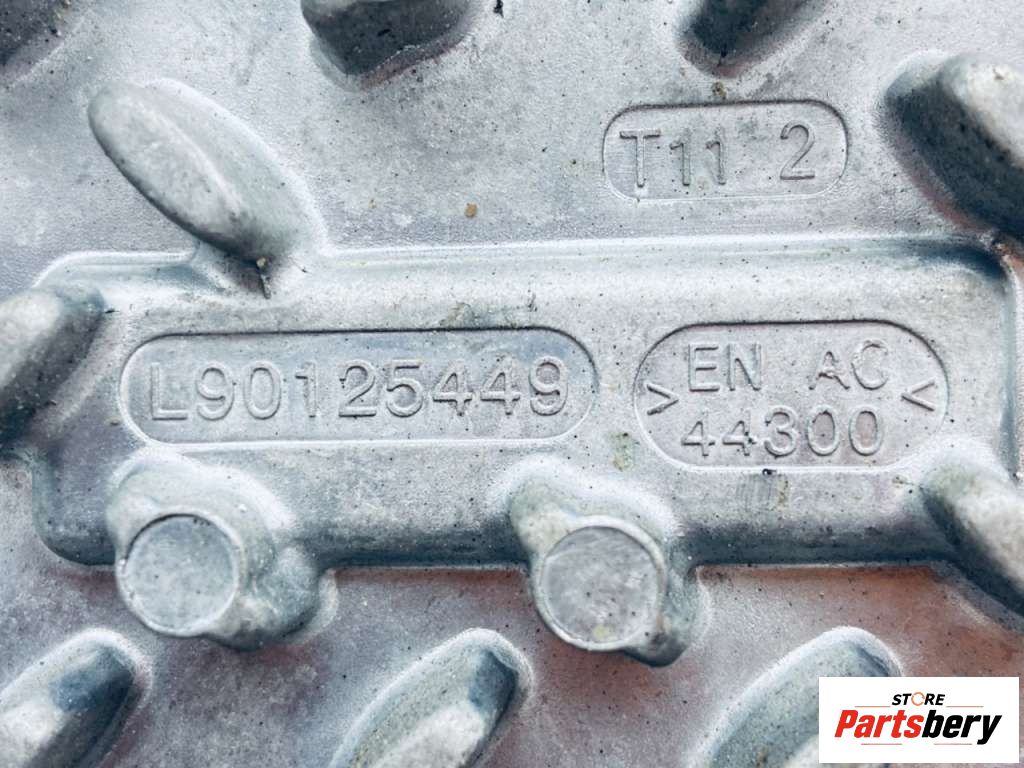 T11 2
L90125449
>EN AC<
44300
STORE
Partsbery